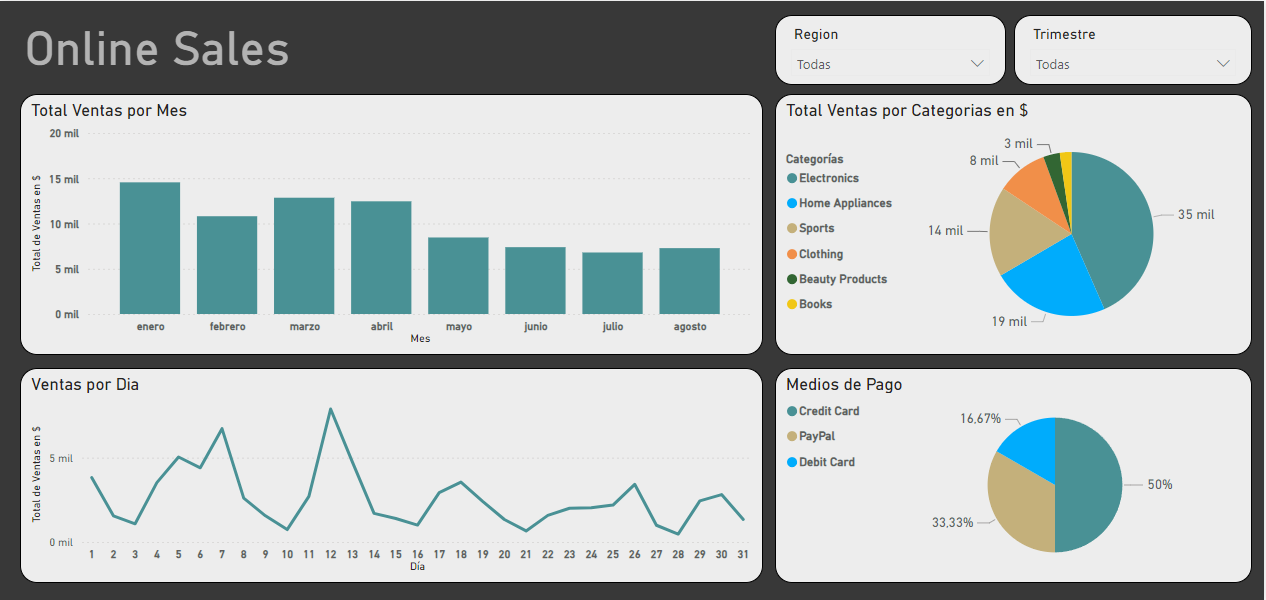 Online Sales
Region
Todas
Trimestre
Todas
Total Ventas por Mes
Total de Ventas en $
20 mil
15 mil
10 mil
5 mil
0 mil
enero febrero marzo abril mayo junio julio agosto
Mes
Total Ventas por Categorias en $
Categorías
Electronics
Home Appliances
Sports
Clothing
Beauty Products
Books
3 mil
8 mil
14 mil
35 mil
19 mil
Ventas por Dia
Total de Ventas en $
5 mil
0 mil
1 2 3 4 5 6 7 8 9 10 11 12 13 14 15 16 17 18 19 20 21 22 23 24 25 26 27 28 29 30 31
Día
Medios de Pago
Credit Card
PayPal
Debit Card
16,67%
50%
33,33%